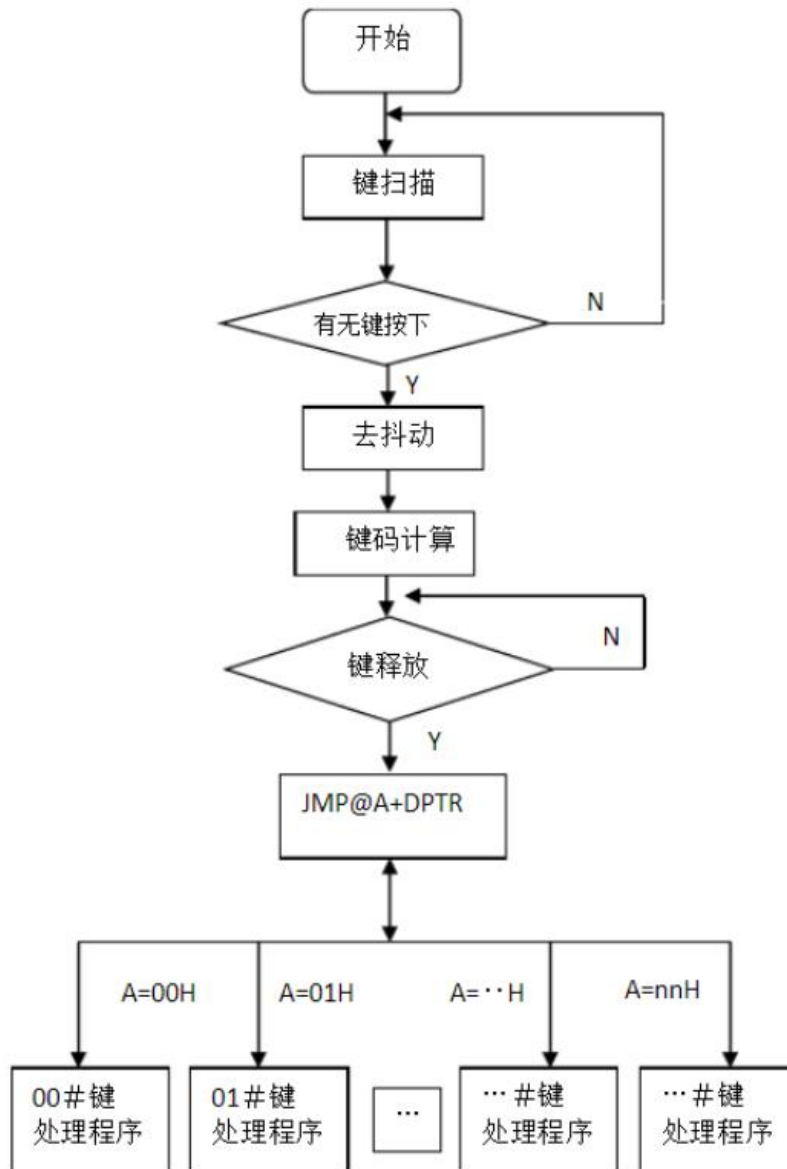 开始
键扫描
有无键按下
N
Y
去抖动
键码计算
键释放
N
Y
JMP@A+DPTR
A=00H
A=01H
A=··H
A=nnH
00#键
处理程序
01#键
处理程序
…
…#键
处理程序
…#键
处理程序